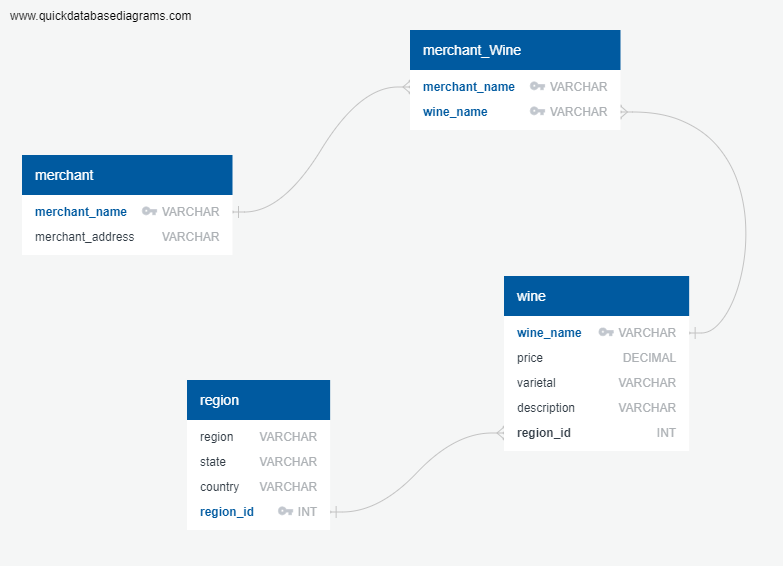 www.quickdatabasediagrams.com
merchant_Wine
merchant_name VARCHAR
wine_name VARCHAR
merchant
merchant_name VARCHAR
merchant_address VARCHAR
wine
wine_name VARCHAR
price DECIMAL
varietal VARCHAR
description VARCHAR
region_id INT
region
region VARCHAR
state VARCHAR
country VARCHAR
region_id INT